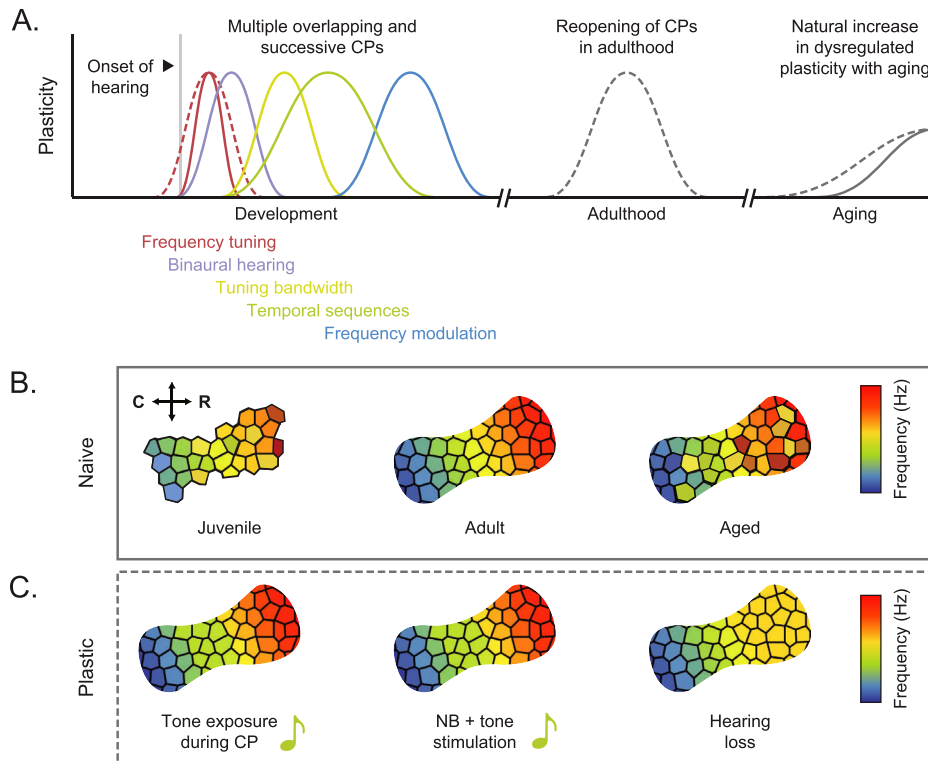 A.
Plasticity
Onset of
hearing
Multiple overlapping and
successive CPs
Reopening of CPs
in adulthood
Natural increase
in dysregulated
plasticity with aging
Development
Adulthood
Aging
Frequency tuning
Binaural hearing
Tuning bandwidth
Temporal sequences
Frequency modulation
B.
Naive
C
R
Juvenile
Adult
Aged
Frequency (Hz)
C.
Plastic
Tone exposure
during CP
NB + tone
stimulation
Hearing
loss
Frequency (Hz)